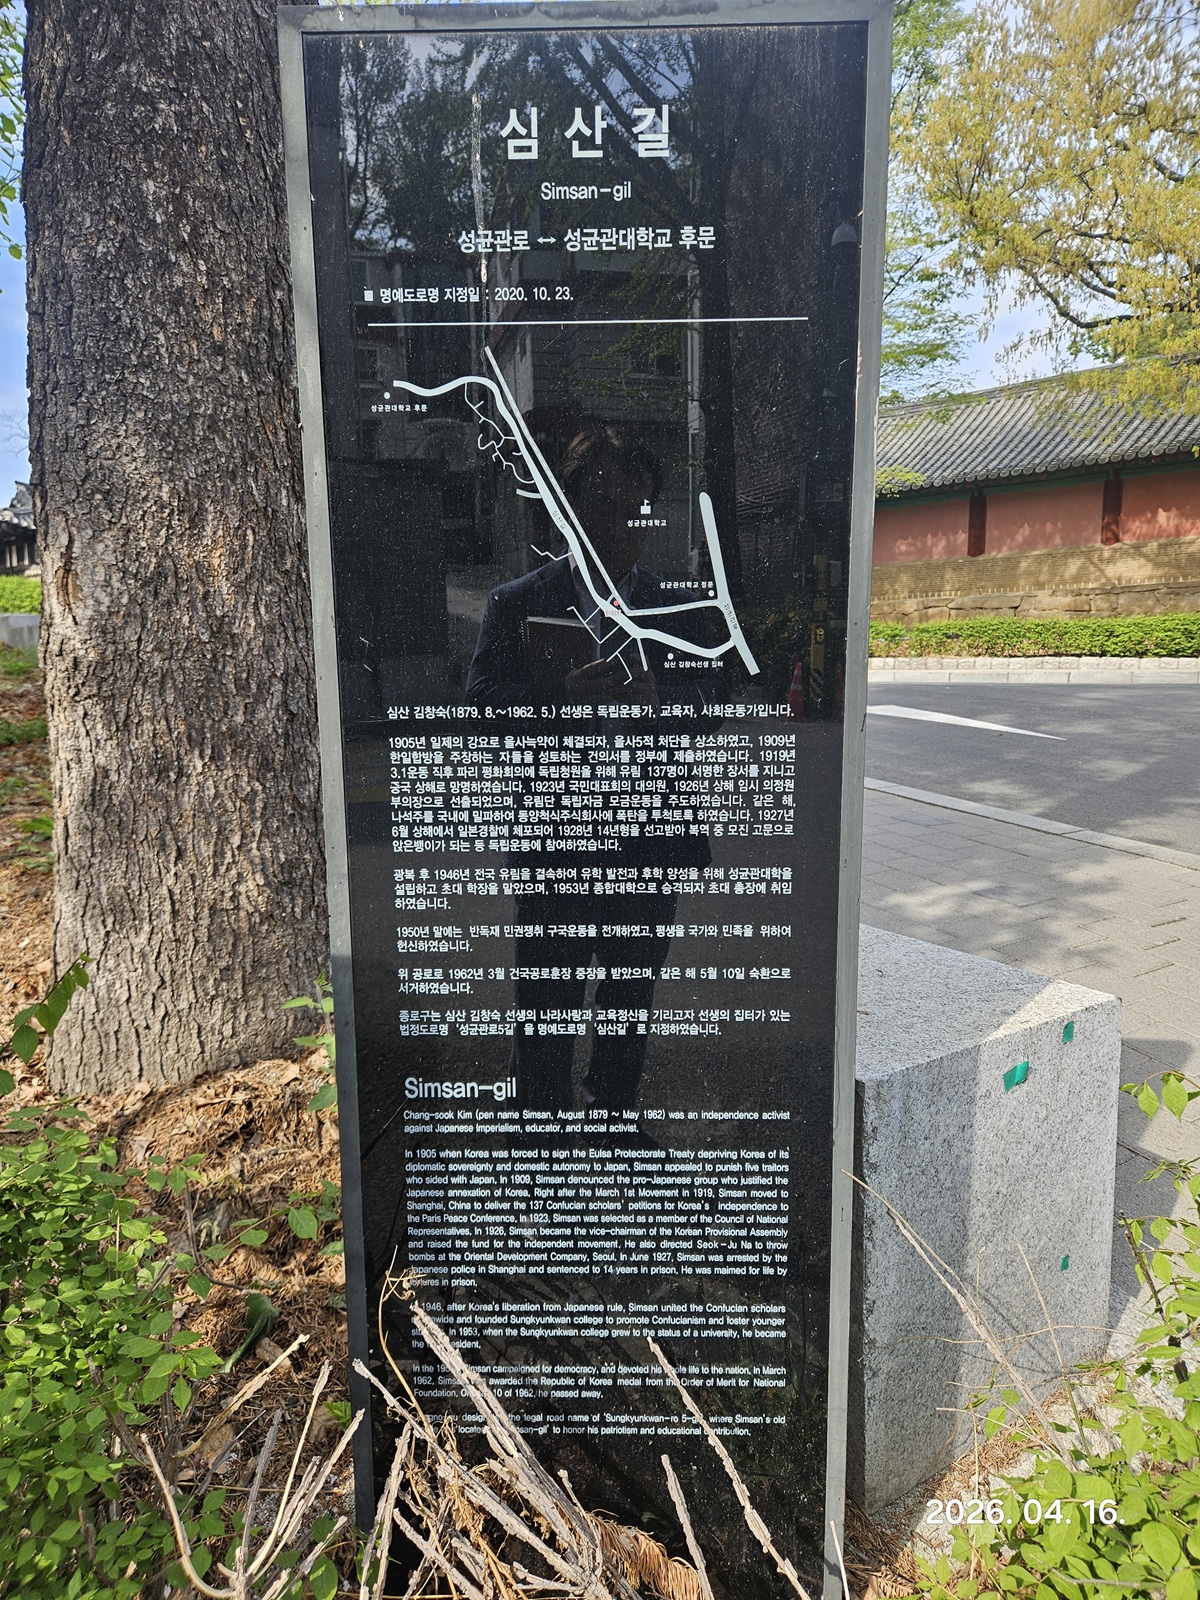 심산길
Simsan-gil
성균관로 ↔ 성균관대학교 후문
■ 명예도로명 지정일 : 2020. 10. 23.
성균관대학교 후문
성균관대학교
성균관대학교 정문
심산 김창숙선생 집터
심산 김창숙(1879. 8.~1962. 5.) 선생은 독립운동가, 교육자, 사회운동가입니다.
1905년 일제의 강요로 을사늑약이 체결되자, 을사5적 처단을 상소하였고, 1909년
한일합방을 주창하는 자들을 성토하는 건의서를 정부에 제출하였습니다. 1919년
3.1운동 직후 파리 평화회의에 독립청원을 위해 유림 137명이 서명한 장서를 지니고
중국 상해로 망명하였습니다. 1923년 국민대표회의 대의원, 1926년 상해 임시 의정원
부의장으로 선출되었으며, 유림단 독립자금 모금운동을 주도하였습니다. 같은 해,
나석주를 국내에 밀파하여 동양척식주식회사에 폭탄을 투척토록 하였습니다. 1927년
6월 상해에서 일본경찰에 체포되어 1928년 14년형을 선고받아 복역 중 모진 고문으로
앉은뱅이가 되는 등 독립운동에 참여하였습니다.
광복 후 1946년 전국 유림을 결속하여 유학 발전과 후학 양성을 위해 성균관대학을
설립하고 초대 학장을 맡았으며, 1953년 종합대학으로 승격되자 초대 총장에 취임
하였습니다.
1950년 말에는 반독재 민권쟁취 구국운동을 전개하였고, 평생을 국가와 민족을 위하여
헌신하였습니다.
위 공로로 1962년 3월 건국공로훈장 중장을 받았으며, 같은 해 5월 10일 숙환으로
서거하였습니다.
종로구는 심산 김창숙 선생의 나라사랑과 교육정신을 기리고자 선생의 집터가 있는
법정도로명 '성균관로5길' 을 명예도로명 '심산길' 로 지정하였습니다.
Simsan-gil
Chang-sook Kim (pen name Simsan, August 1879 ~ May 1962) was an independence activist
against Japanese Imperialism, educator, and social activist.
In 1905 when Korea was forced to sign the Eulsa Protectorate Treaty depriving Korea of its
diplomatic sovereignty and domestic autonomy to Japan, Simsan appealed to punish five traitors
who sided with Japan. In 1909, Simsan denounced the pro-Japanese group who justified the
Japanese annexation of Korea. Right after the March 1st Movement in 1919, Simsan moved to
Shanghai, China to deliver the 137 Confucian scholars' petitions for Korea's independence to
the Paris Peace Conference. In 1923, Simsan was selected as a member of the Council of National
Representatives. In 1926, Simsan became the vice-chairman of the Korean Provisional Assembly
and raised the fund for the independent movement. He also directed Seok-Ju Na to throw
bombs at the Oriental Development Company, Seoul. In June 1927, Simsan was arrested by the
Japanese police in Shanghai and sentenced to 14 years in prison. He was maimed for life by
in prison.
1946, after Korea's liberation from Japanese rule, Simsan united the Confucian scholars
and founded Sungkyunkwan college to promote Confucianism and foster younger
In 1953, when the Sungkyunkwan college grew to the status of a university, he became
the
In the Simsan campaigned for democracy, and devoted his whole life to the nation. In March
1962, awarded the Republic of Korea medal from the Order of Merit for National
Foundation. 10 of 1962, he passed away.
the legal road name of 'Sungkyunkwan-ro 5-gil' where Simsan's old
to honor his patriotism and educational contribution.
2026. 04. 16.